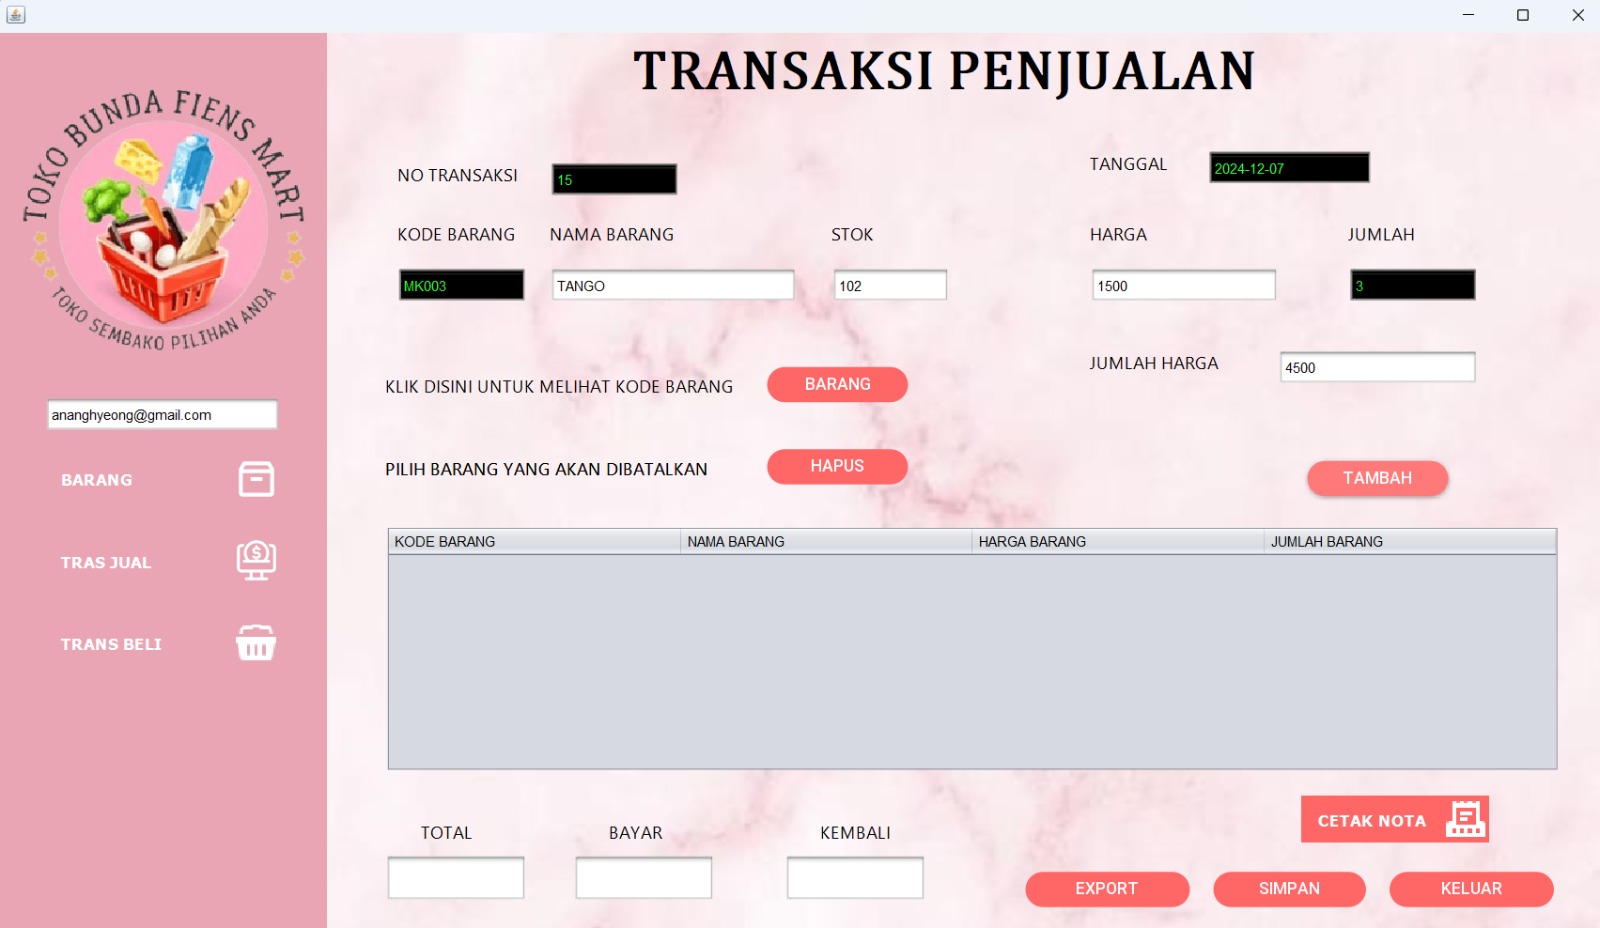 TOKO BUNDA FIENS MART
TOKO SEMBAKO PILIHAN ANDA
ananghyeong@gmail.com
BARANG
TRAS JUAL
TRANS BELI
TRANSAKSI PENJUALAN
NO TRANSAKSI 15
TANGGAL 2024-12-07
KODE BARANG NAMA BARANG STOK HARGA JUMLAH
MK003 TANGO 102 1500 3
JUMLAH HARGA 4500
KLIK DISINI UNTUK MELIHAT KODE BARANG BARANG
PILIH BARANG YANG AKAN DIBATALKAN HAPUS
TAMBAH
KODE BARANG NAMA BARANG HARGA BARANG JUMLAH BARANG
TOTAL BAYAR KEMBALI
CETAK NOTA
EXPORT SIMPAN KELUAR